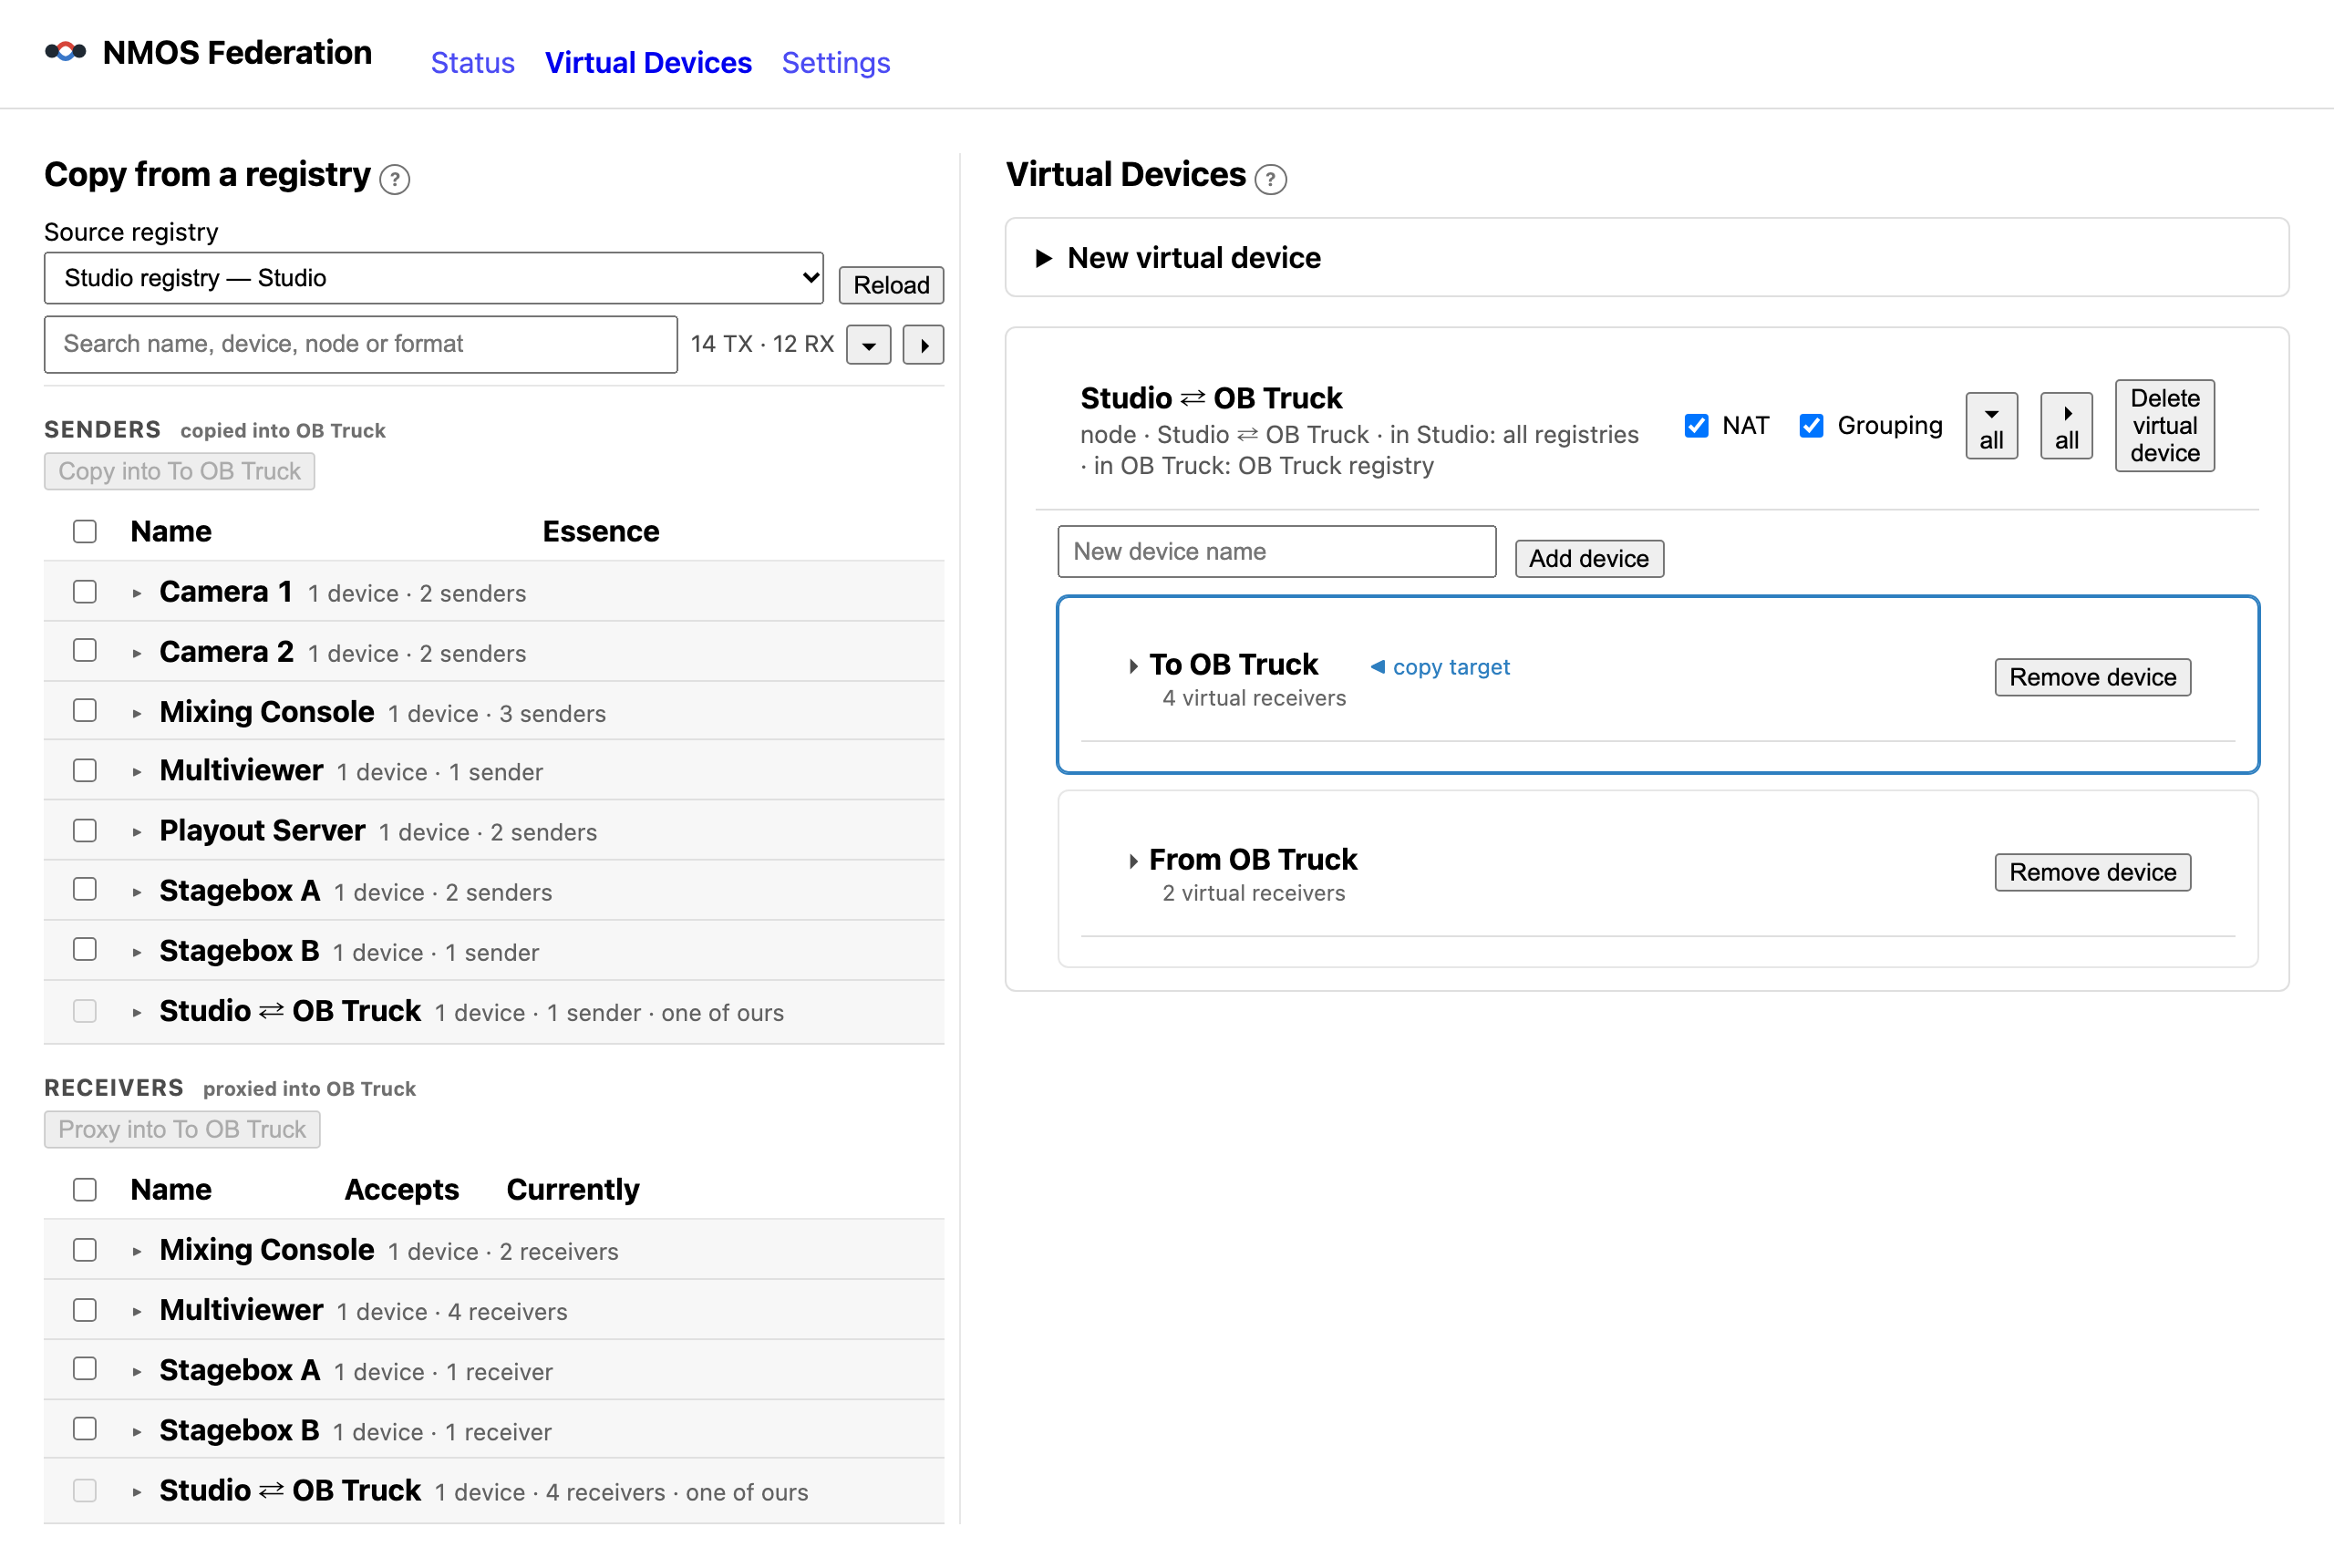 NMOS Federation
Status Virtual Devices Settings
Copy from a registry ?
Source registry
Studio registry — Studio
Reload
Search name, device, node or format
14 TX · 12 RX
SENDERS copied into OB Truck
Copy into To OB Truck
Name Essence
Camera 1 1 device · 2 senders
Camera 2 1 device · 2 senders
Mixing Console 1 device · 3 senders
Multiviewer 1 device · 1 sender
Playout Server 1 device · 2 senders
Stagebox A 1 device · 2 senders
Stagebox B 1 device · 1 sender
Studio ⇄ OB Truck 1 device · 1 sender · one of ours
RECEIVERS proxied into OB Truck
Proxy into To OB Truck
Name Accepts Currently
Mixing Console 1 device · 2 receivers
Multiviewer 1 device · 4 receivers
Stagebox A 1 device · 1 receiver
Stagebox B 1 device · 1 receiver
Studio ⇄ OB Truck 1 device · 4 receivers · one of ours
Virtual Devices ?
▶ New virtual device
Studio ⇄ OB Truck
node · Studio ⇄ OB Truck · in Studio: all registries
· in OB Truck: OB Truck registry
NAT Grouping
▾ all
▸ all
Delete
virtual
device
New device name
Add device
To OB Truck ◀ copy target
4 virtual receivers
Remove device
From OB Truck
2 virtual receivers
Remove device